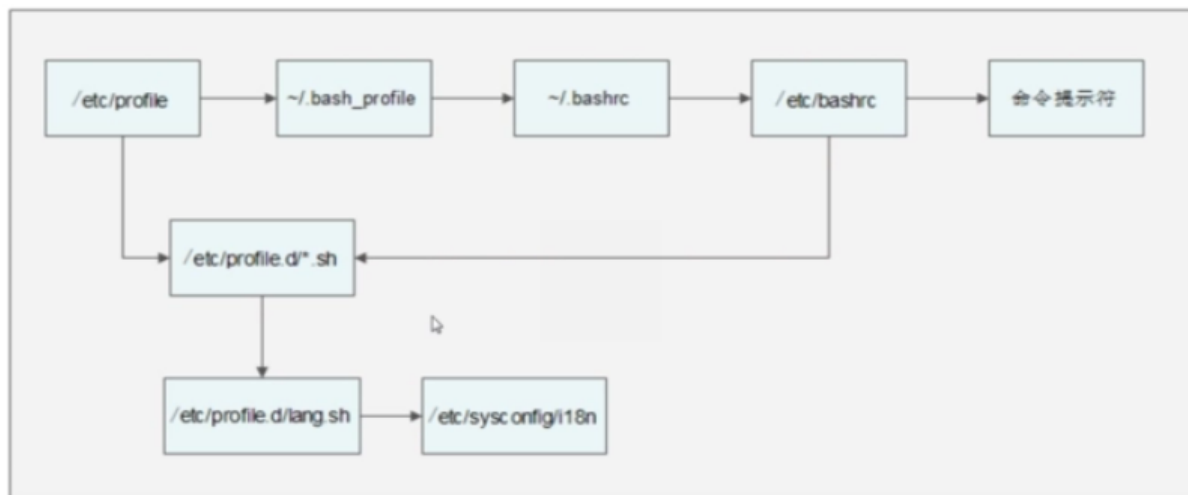 /etc/profile
~/.bash_profile
~/.bashrc
/etc/bashrc
命令提示符
/etc/profile.d/*.sh
/etc/profile.d/lang.sh
/etc/sysconfig/i18n